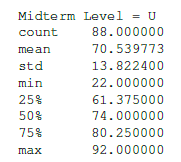 Midterm Level = U
count 88.000000
mean 70.539773
std 13.822400
min 22.000000
25% 61.375000
50% 74.000000
75% 80.250000
max 92.000000